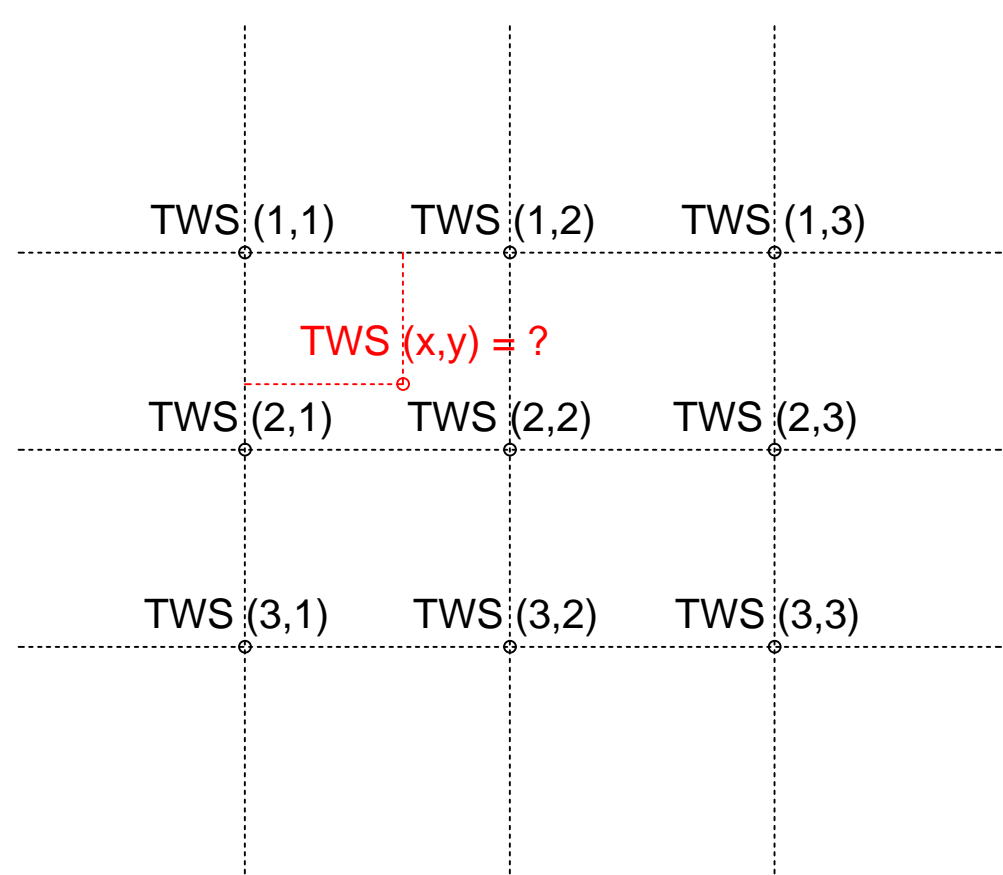 TWS (1,1) TWS (1,2) TWS (1,3)
TWS (x,y) = ?
TWS (2,1) TWS (2,2) TWS (2,3)
TWS (3,1) TWS (3,2) TWS (3,3)